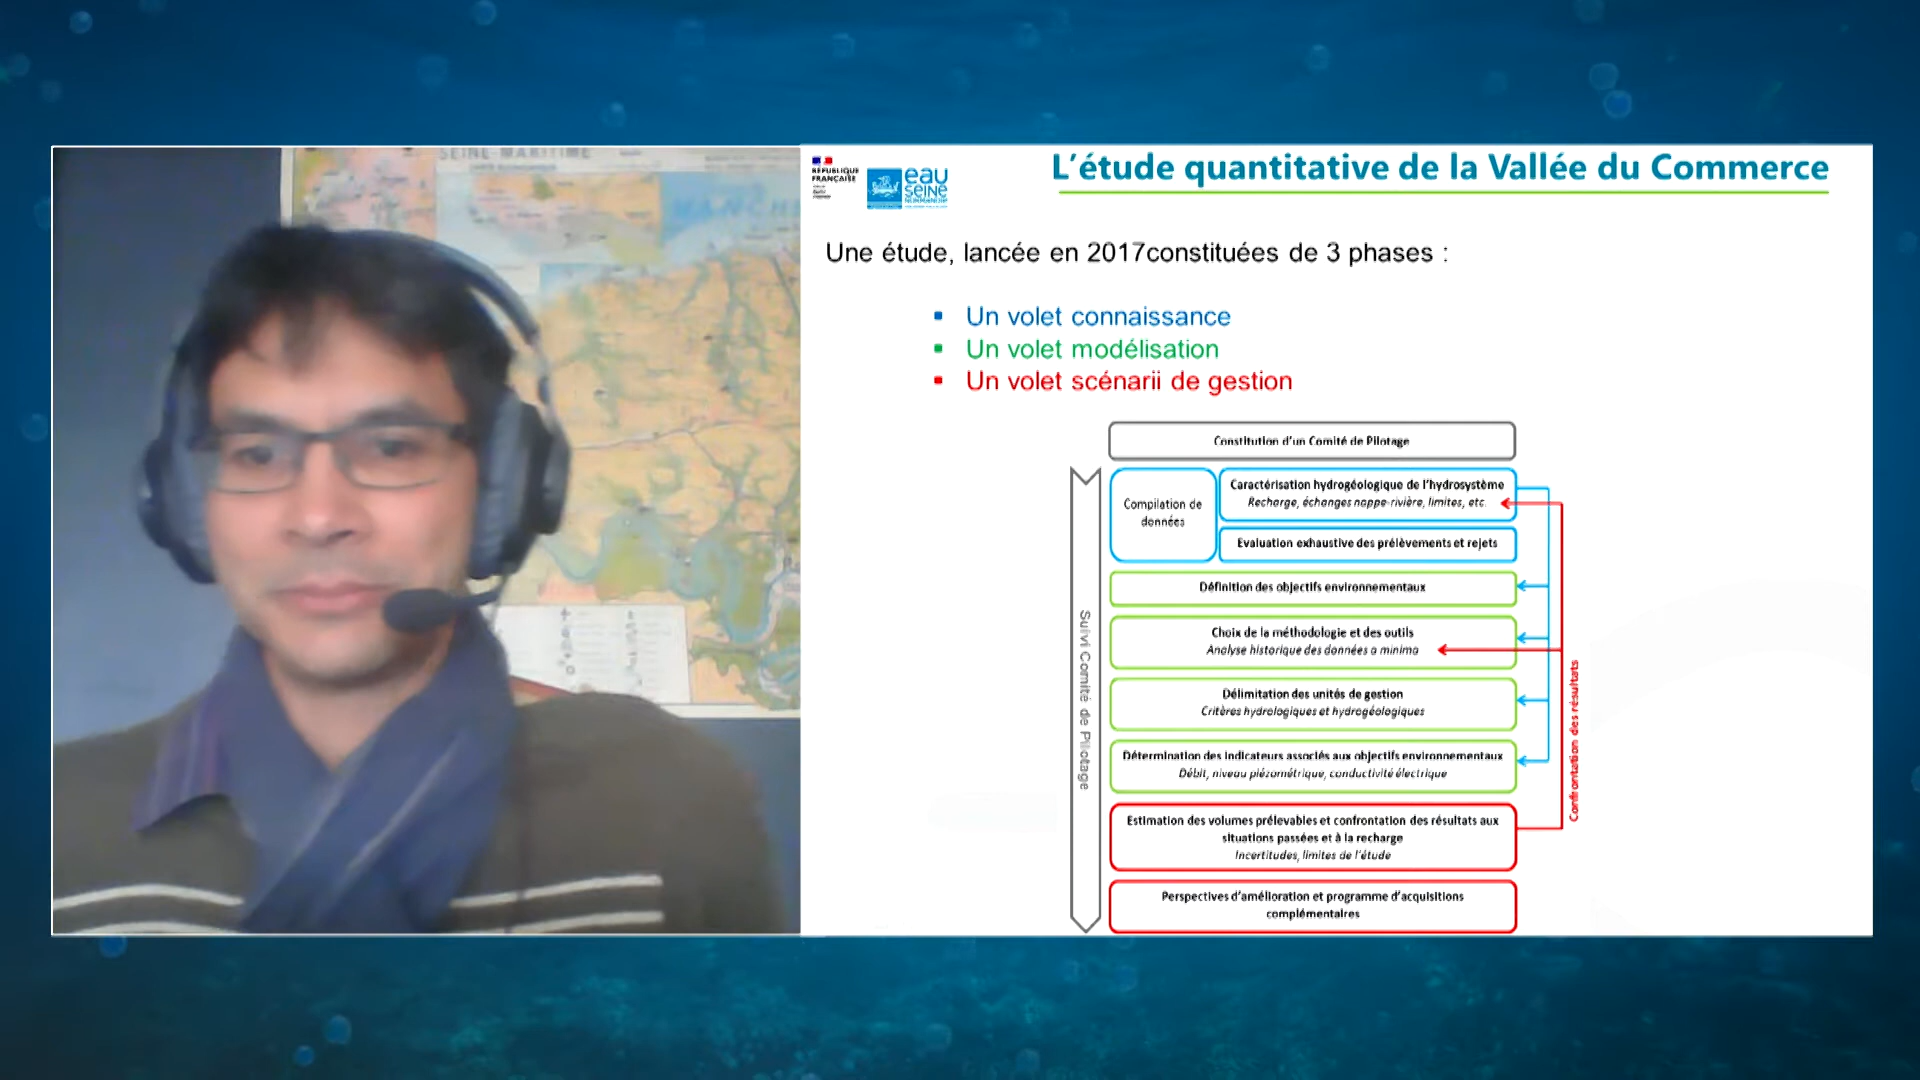 SEINE-MARITIME
RÉPUBLIQUE
FRANÇAISE
eau
SEINE
NORMANDIE
L'étude quantitative de la Vallée du Commerce
Une étude, lancée en 2017constituées de 3 phases :
▪ Un volet connaissance
▪ Un volet modélisation
▪ Un volet scénarii de gestion
Constitution d'un Comité de Pilotage
Compilation de
données
Caractérisation hydrogéologique de l'hydrosystème
Recharge, échanges nappe-rivière, limites, etc.
Evaluation exhaustive des prélèvements et rejets
Définition des objectifs environnementaux
Choix de la méthodologie et des outils
Analyse historique des données a minima
Délimitation des unités de gestion
Critères hydrologiques et hydrogéologiques
Détermination des indicateurs associés aux objectifs environnementaux
Débit, niveau piézométrique, conductivité électrique
Estimation des volumes prélevables et confrontation des résultats aux
situations passées et à la recharge
Incertitudes, limites de l'étude
Perspectives d'amélioration et programme d'acquisitions
complémentaires
Suivi Comité de Pilotage
Confrontation des résultats